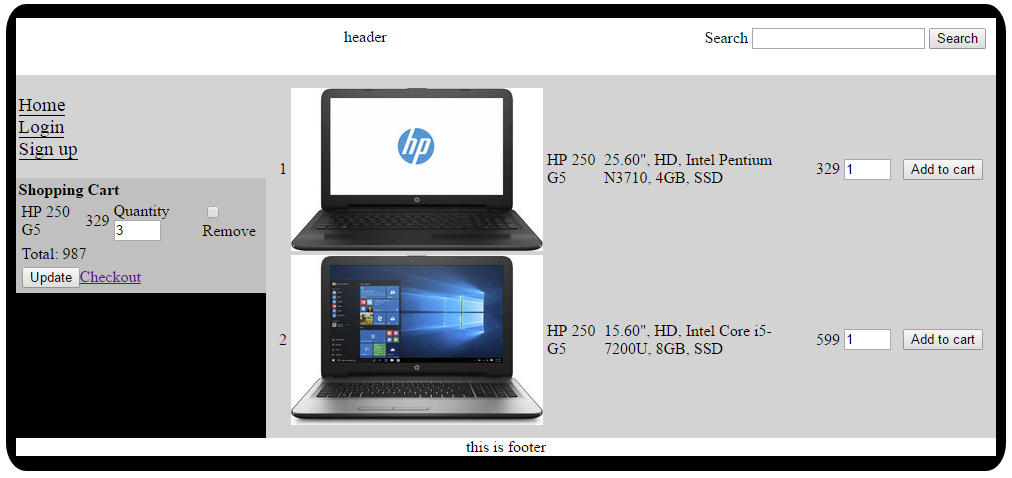 header
Search
Search
Home
Login
Sign up
Shopping Cart
HP 250 G5
329
Quantity
3
Remove
Total: 987
Update
Checkout
1
hp
HP 250
G5
25.60", HD, Intel Pentium
N3710, 4GB, SSD
329
1
Add to cart
2
HP 250
G5
15.60", HD, Intel Core i5-
7200U, 8GB, SSD
599
1
Add to cart
this is footer